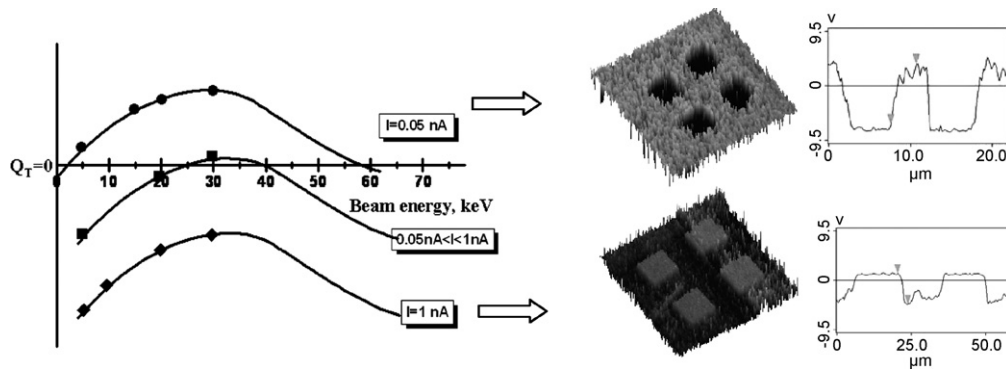 Q_T=0
0 10 20 30 40 50 60 70
Beam energy, keV
I=0.05 nA
0.05nA<I<1nA
I=1 nA
v
9.5
0
-9.5
0 10.0 20.0
µm
v
9.5
0
-9.5
0 25.0 50.0
µm